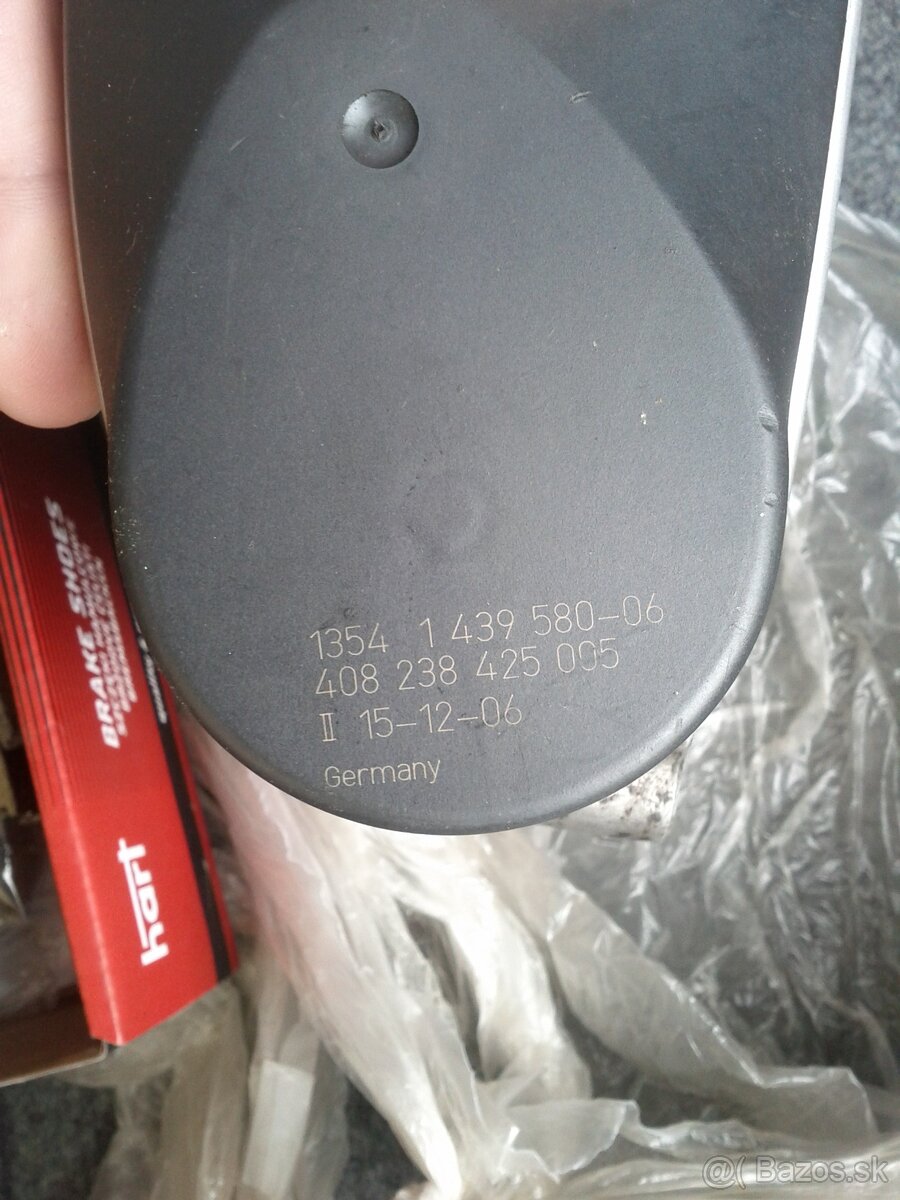 1354 1 439 580-06
408 238 425 005
II 15-12-06
Germany
BRAKE SHOES
hart
@( Bazos.sk